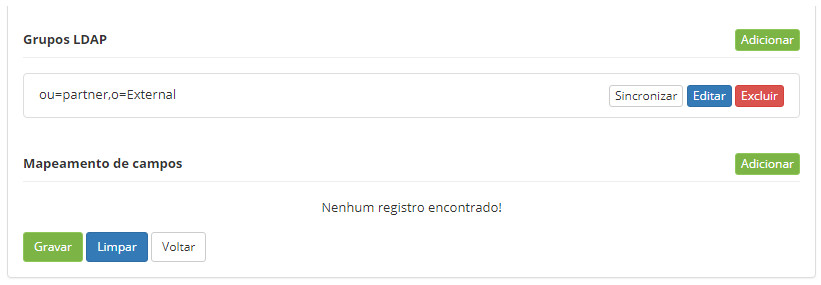 Grupos LDAP
Adicionar
ou=partner,o=External
Sincronizar
Editar
Excluir
Mapeamento de campos
Adicionar
Nenhum registro encontrado!
Gravar
Limpar
Voltar